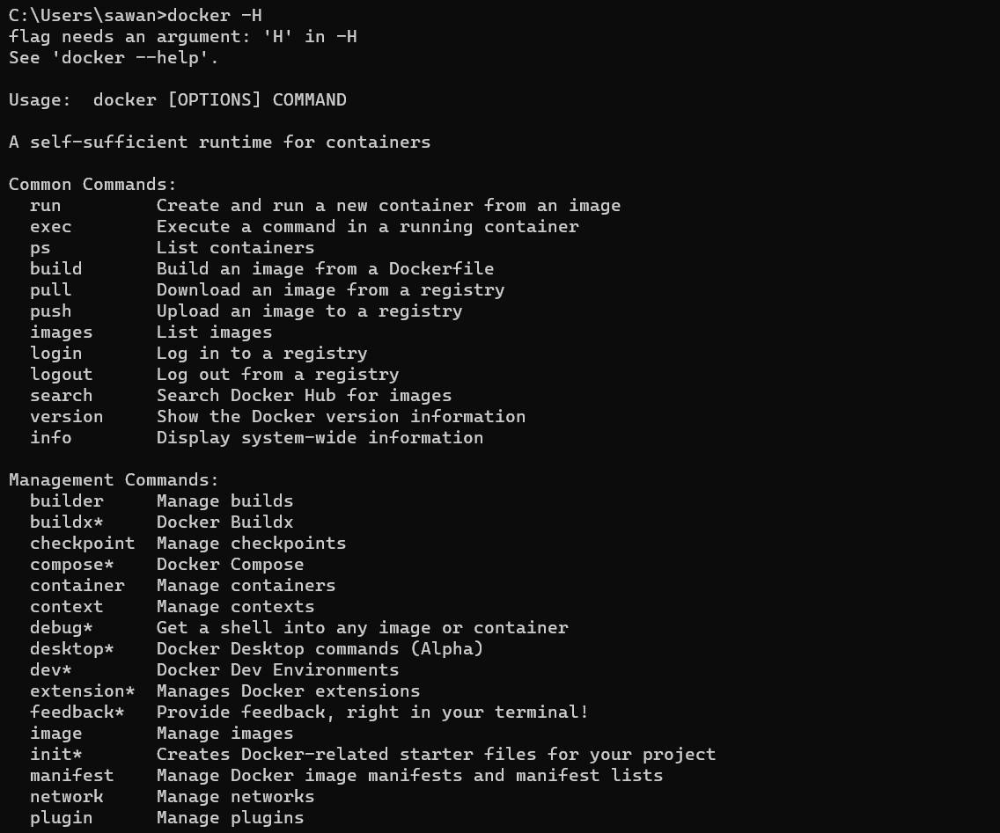 C:\Users\sawan>docker -H
flag needs an argument: 'H' in -H
See 'docker --help'.

Usage:  docker [OPTIONS] COMMAND

A self-sufficient runtime for containers

Common Commands:
  run         Create and run a new container from an image
  exec        Execute a command in a running container
  ps          List containers
  build       Build an image from a Dockerfile
  pull        Download an image from a registry
  push        Upload an image to a registry
  images      List images
  login       Log in to a registry
  logout      Log out from a registry
  search      Search Docker Hub for images
  version     Show the Docker version information
  info        Display system-wide information

Management Commands:
  builder     Manage builds
  buildx*     Docker Buildx
  checkpoint  Manage checkpoints
  compose*    Docker Compose
  container   Manage containers
  context     Manage contexts
  debug*      Get a shell into any image or container
  desktop*    Docker Desktop commands (Alpha)
  dev*        Docker Dev Environments
  extension*  Manages Docker extensions
  feedback*   Provide feedback, right in your terminal!
  image       Manage images
  init*       Creates Docker-related starter files for your project
  manifest    Manage Docker image manifests and manifest lists
  network     Manage networks
  plugin      Manage plugins